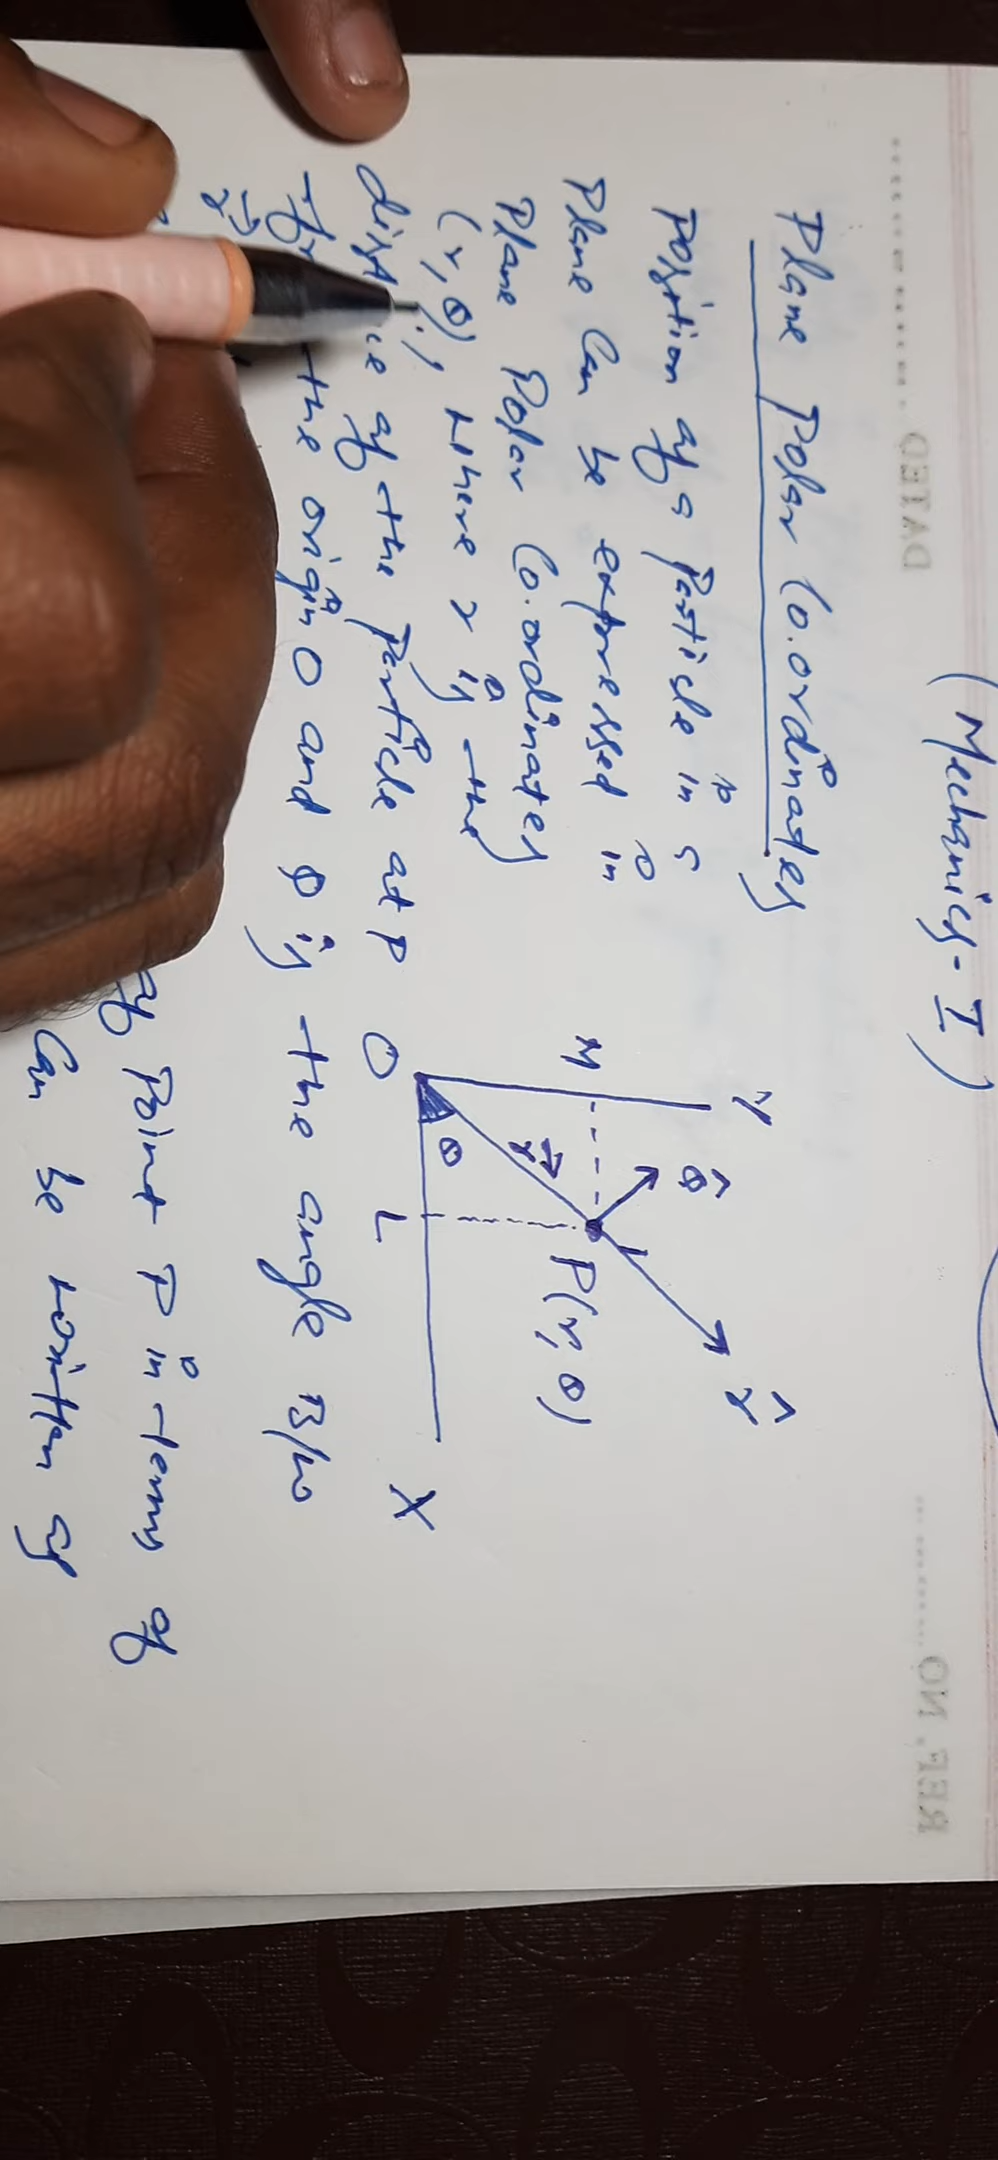 (Mechanics-I)
Plane Polar Co.ordinates
Position of a particle in a
Plane Can be expressed in
Plane Polar Co.ordinates
(r, θ), where r is the
distance of the particle at P
the origin O and θ is the angle B/w
r⃗
of Point P in terms of
Can be written as
Y
θ̂
r̂
M
r⃗
P(r, θ)
θ
O
L
X
DATED
REF. NO